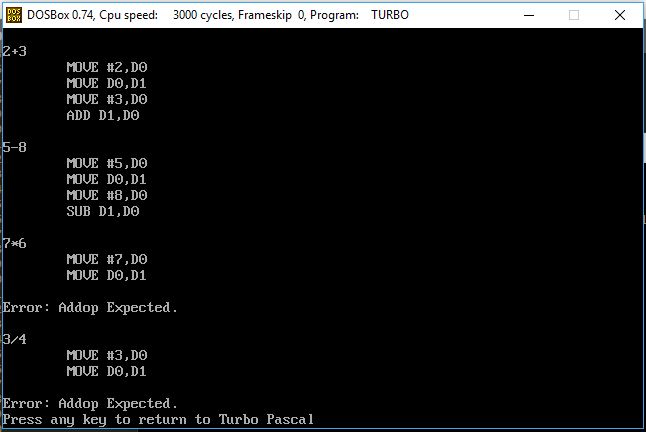 DOS BOX
DOSBox 0.74, Cpu speed: 3000 cycles, Frameskip 0, Program: TURBO
2+3
MOVE #2,D0
MOVE D0,D1
MOVE #3,D0
ADD D1,D0
5-8
MOVE #5,D0
MOVE D0,D1
MOVE #8,D0
SUB D1,D0
7*6
MOVE #7,D0
MOVE D0,D1
Error: Addop Expected.
3/4
MOVE #3,D0
MOVE D0,D1
Error: Addop Expected.
Press any key to return to Turbo Pascal